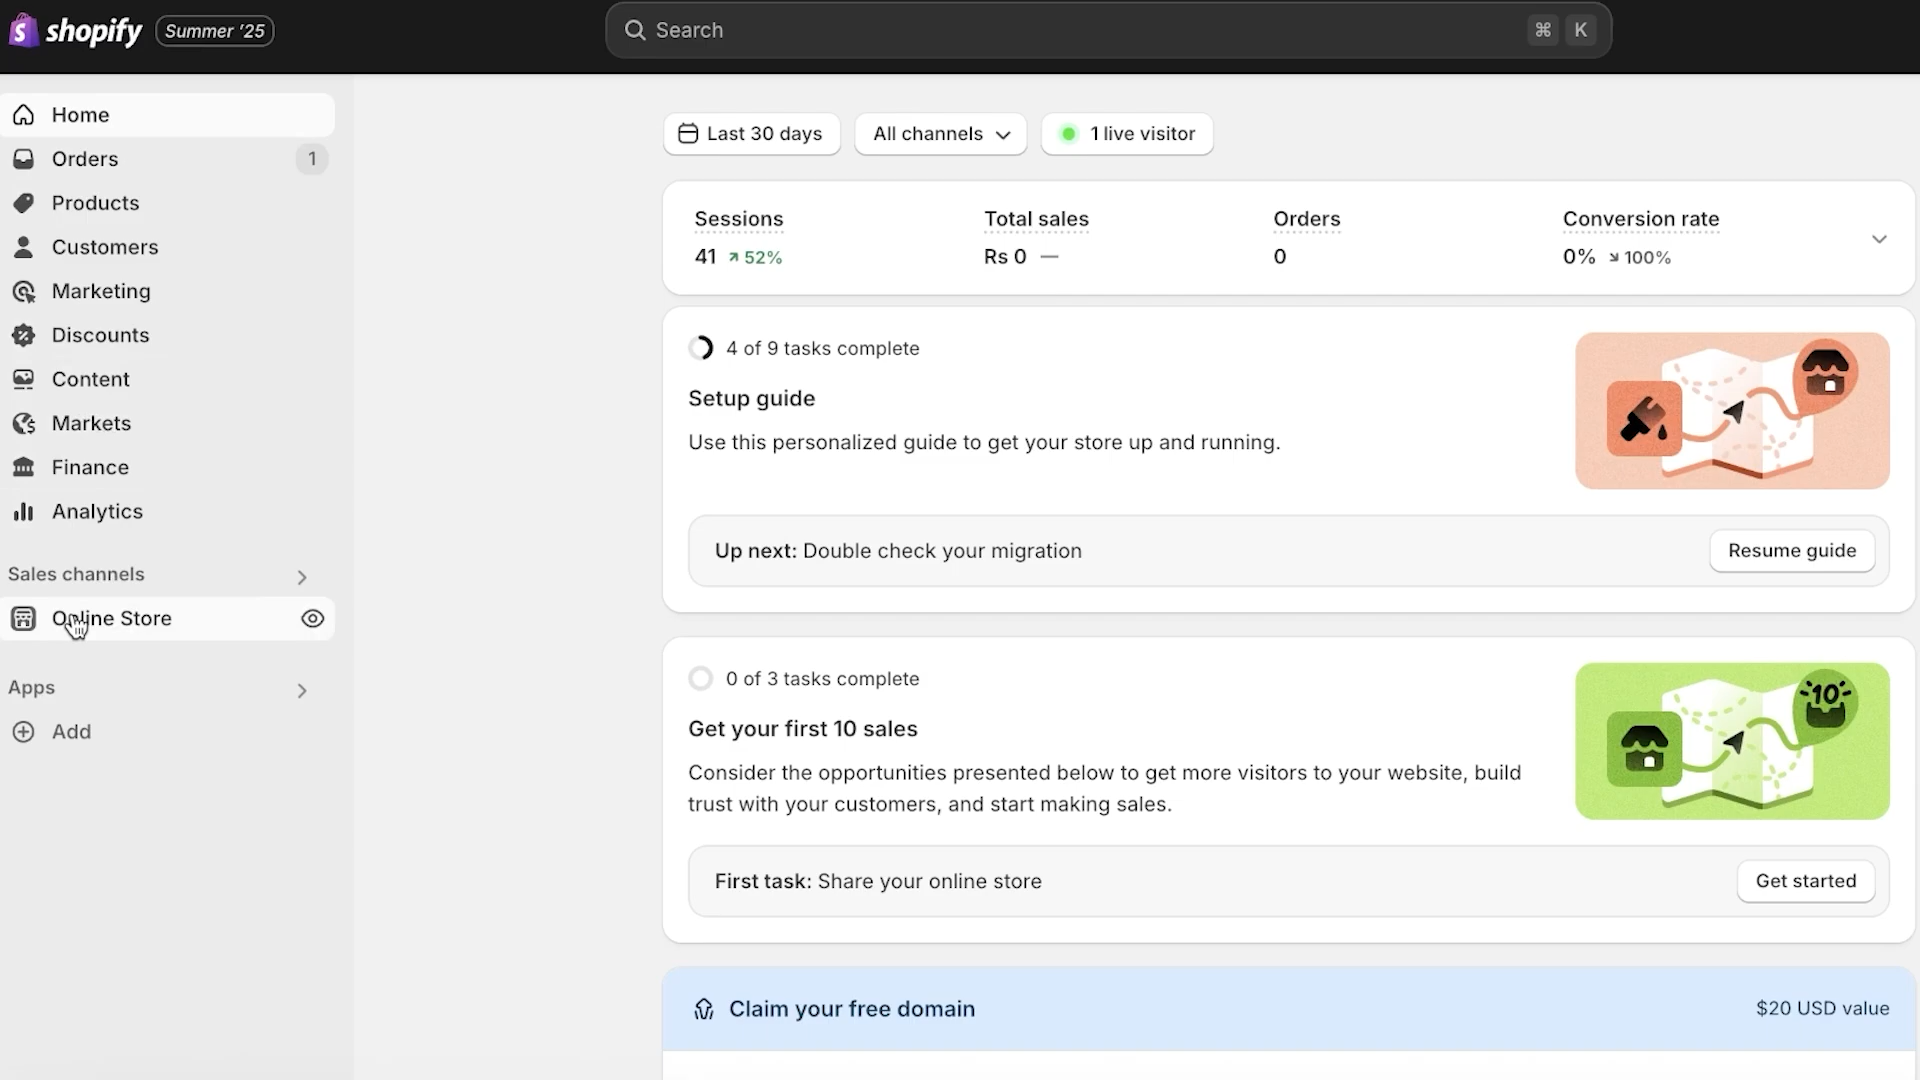 shopify Summer '25
Search ⌘ K
Home
Orders 1
Products
Customers
Marketing
Discounts
Content
Markets
Finance
Analytics
Sales channels
Online Store
Apps
Add
Last 30 days All channels 1 live visitor
Sessions Total sales Orders Conversion rate
41 52% Rs 0 — 0 0% 100%
4 of 9 tasks complete
Setup guide
Use this personalized guide to get your store up and running.
Up next: Double check your migration Resume guide
0 of 3 tasks complete
Get your first 10 sales
Consider the opportunities presented below to get more visitors to your website, build
trust with your customers, and start making sales.
10
First task: Share your online store Get started
Claim your free domain $20 USD value